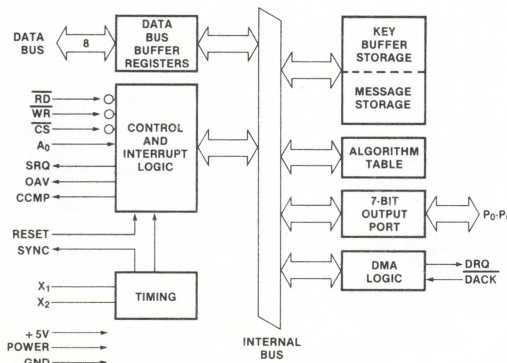 DATA
BUS
8
DATA
BUS
BUFFER
REGISTERS
RD
WR
CS
A0
SRQ
OAV
CCMP
CONTROL
AND
INTERRUPT
LOGIC
RESET
SYNC
X1
X2
TIMING
+5V
POWER
GND
INTERNAL
BUS
KEY
BUFFER
STORAGE
MESSAGE
STORAGE
ALGORITHM
TABLE
7-BIT
OUTPUT
PORT
DMA
LOGIC
DRQ
DACK